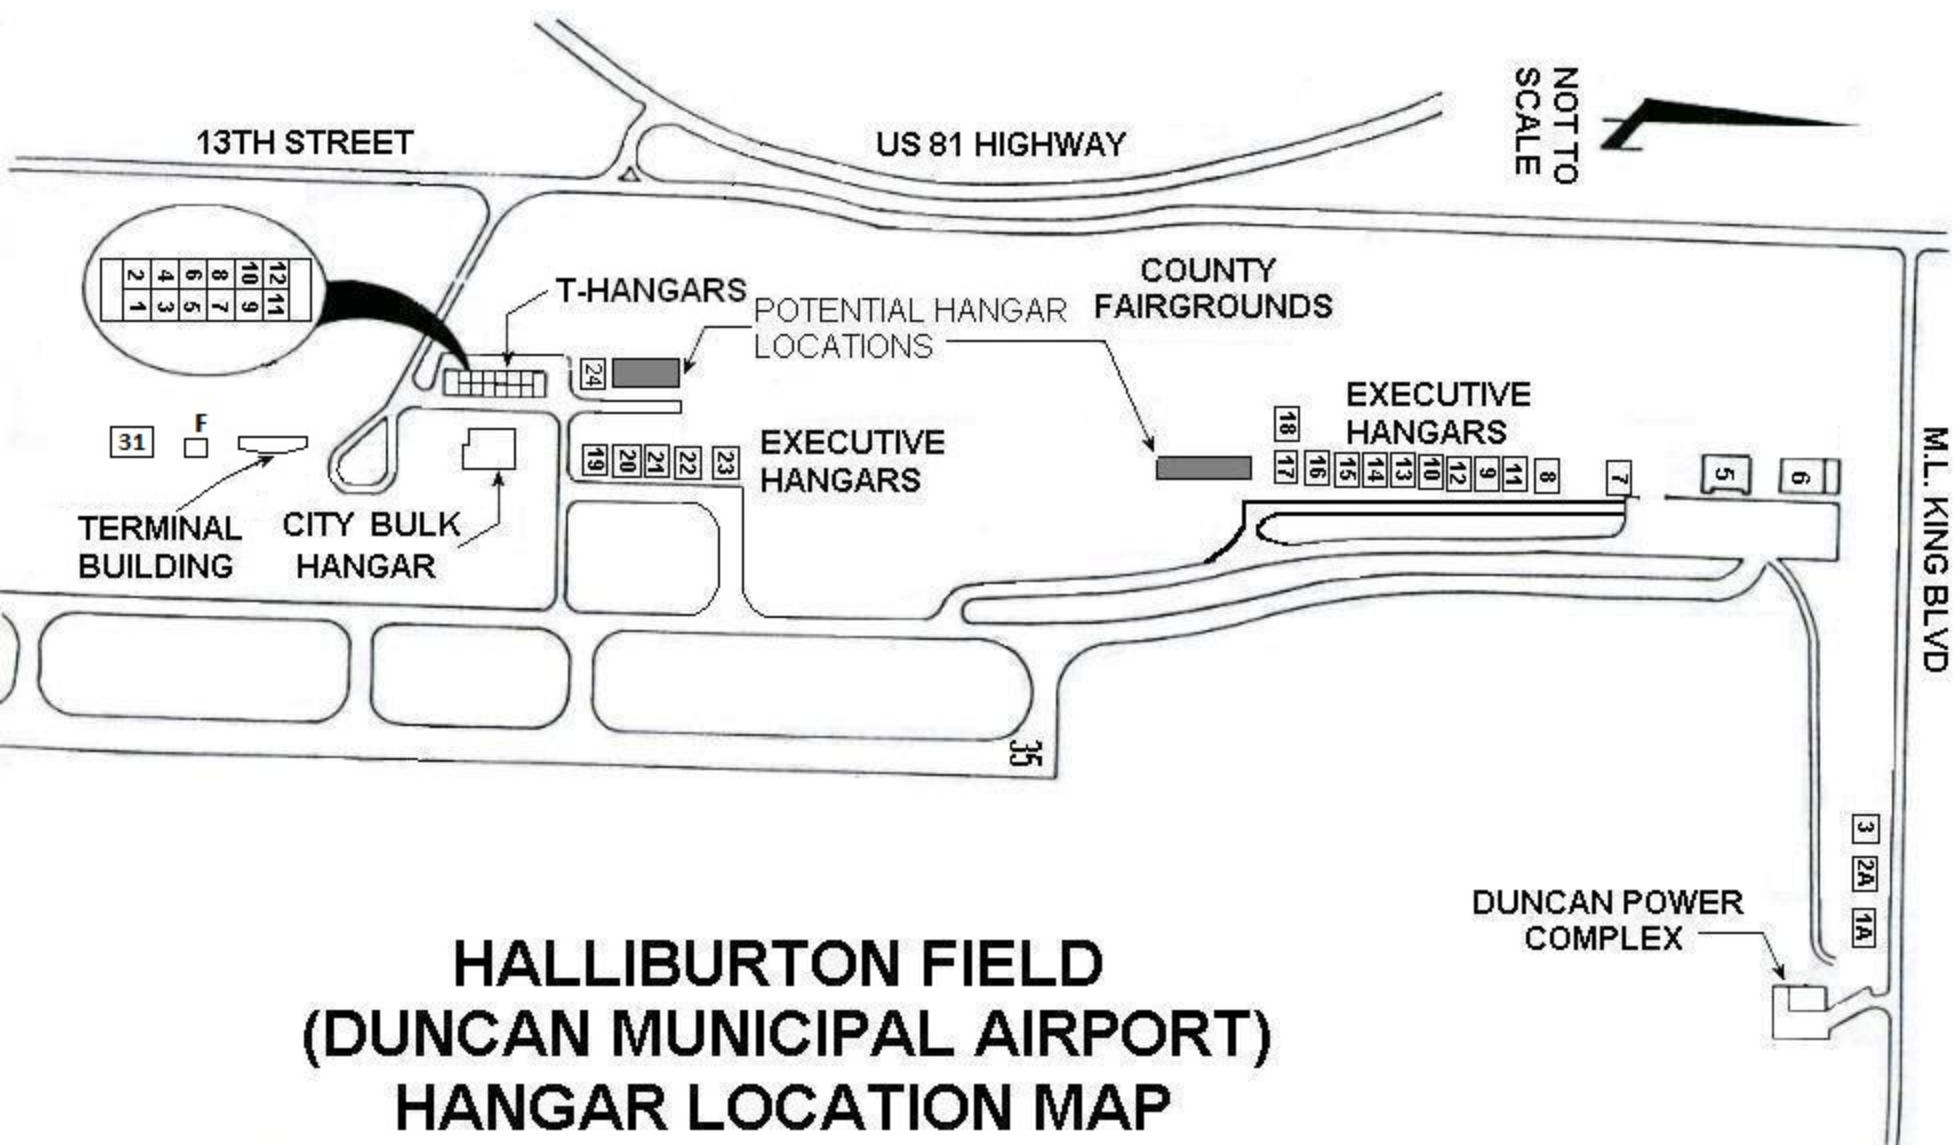 13TH STREET
US 81 HIGHWAY
NOT TO
SCALE
2 4 6 8 10 12
1 3 5 7 9 11
T-HANGARS
POTENTIAL HANGAR
LOCATIONS
COUNTY
FAIRGROUNDS
24
EXECUTIVE
HANGARS
18
31
F
19 20 21 22 23
EXECUTIVE
HANGARS
17 16 15 14 13 10 12 9 11 8 7 5 6
M.L. KING BLVD
TERMINAL
BUILDING
CITY BULK
HANGAR
35
3
2A
1A
DUNCAN POWER
COMPLEX
HALLIBURTON FIELD
(DUNCAN MUNICIPAL AIRPORT)
HANGAR LOCATION MAP